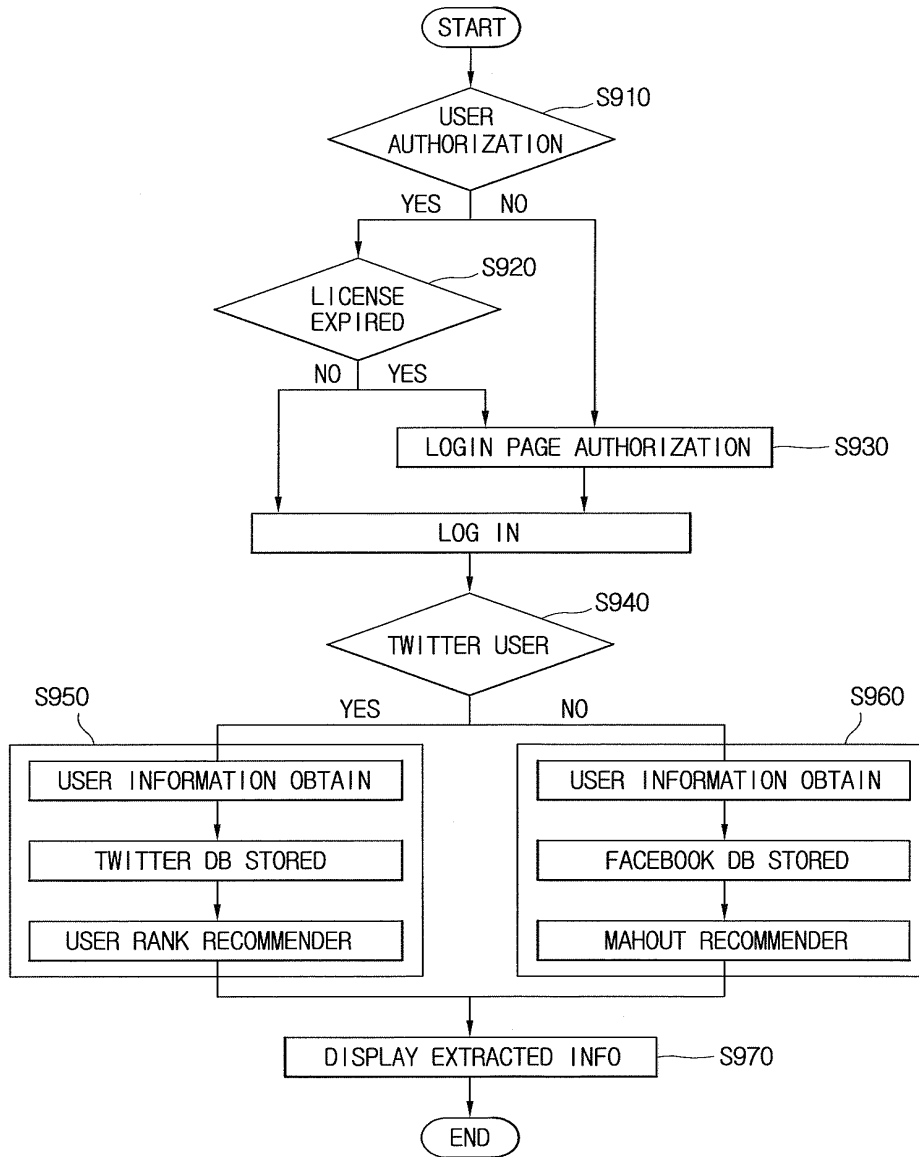 START
S910
USER
AUTHORIZATION
YES NO
S920
LICENSE
EXPIRED
NO YES
LOGIN PAGE AUTHORIZATION
S930
LOG IN
S940
TWITTER USER
YES NO
S950
S960
USER INFORMATION OBTAIN
TWITTER DB STORED
USER RANK RECOMMENDER
USER INFORMATION OBTAIN
FACEBOOK DB STORED
MAHOUT RECOMMENDER
DISPLAY EXTRACTED INFO
S970
END